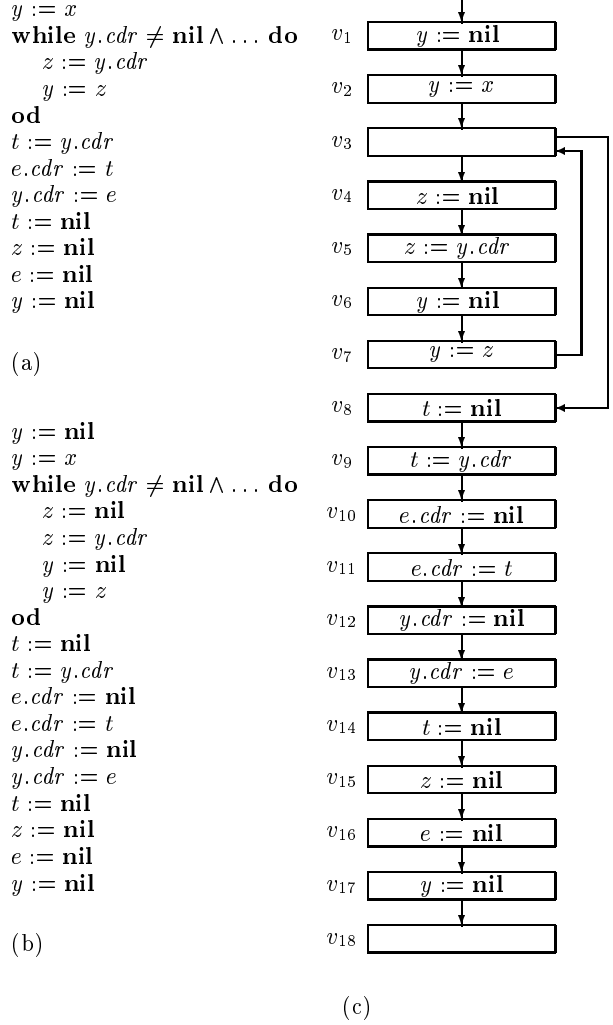 y := x
while y.cdr ≠ nil ∧ ... do
z := y.cdr
y := z
od
t := y.cdr
e.cdr := t
y.cdr := e
t := nil
z := nil
e := nil
y := nil
(a)
y := nil
y := x
while y.cdr ≠ nil ∧ ... do
z := nil
z := y.cdr
y := nil
y := z
od
t := nil
t := y.cdr
e.cdr := nil
e.cdr := t
y.cdr := nil
y.cdr := e
t := nil
z := nil
e := nil
y := nil
(b)
v1 y := nil
v2 y := x
v3
v4 z := nil
v5 z := y.cdr
v6 y := nil
v7 y := z
v8 t := nil
v9 t := y.cdr
v10 e.cdr := nil
v11 e.cdr := t
v12 y.cdr := nil
v13 y.cdr := e
v14 t := nil
v15 z := nil
v16 e := nil
v17 y := nil
v18
(c)